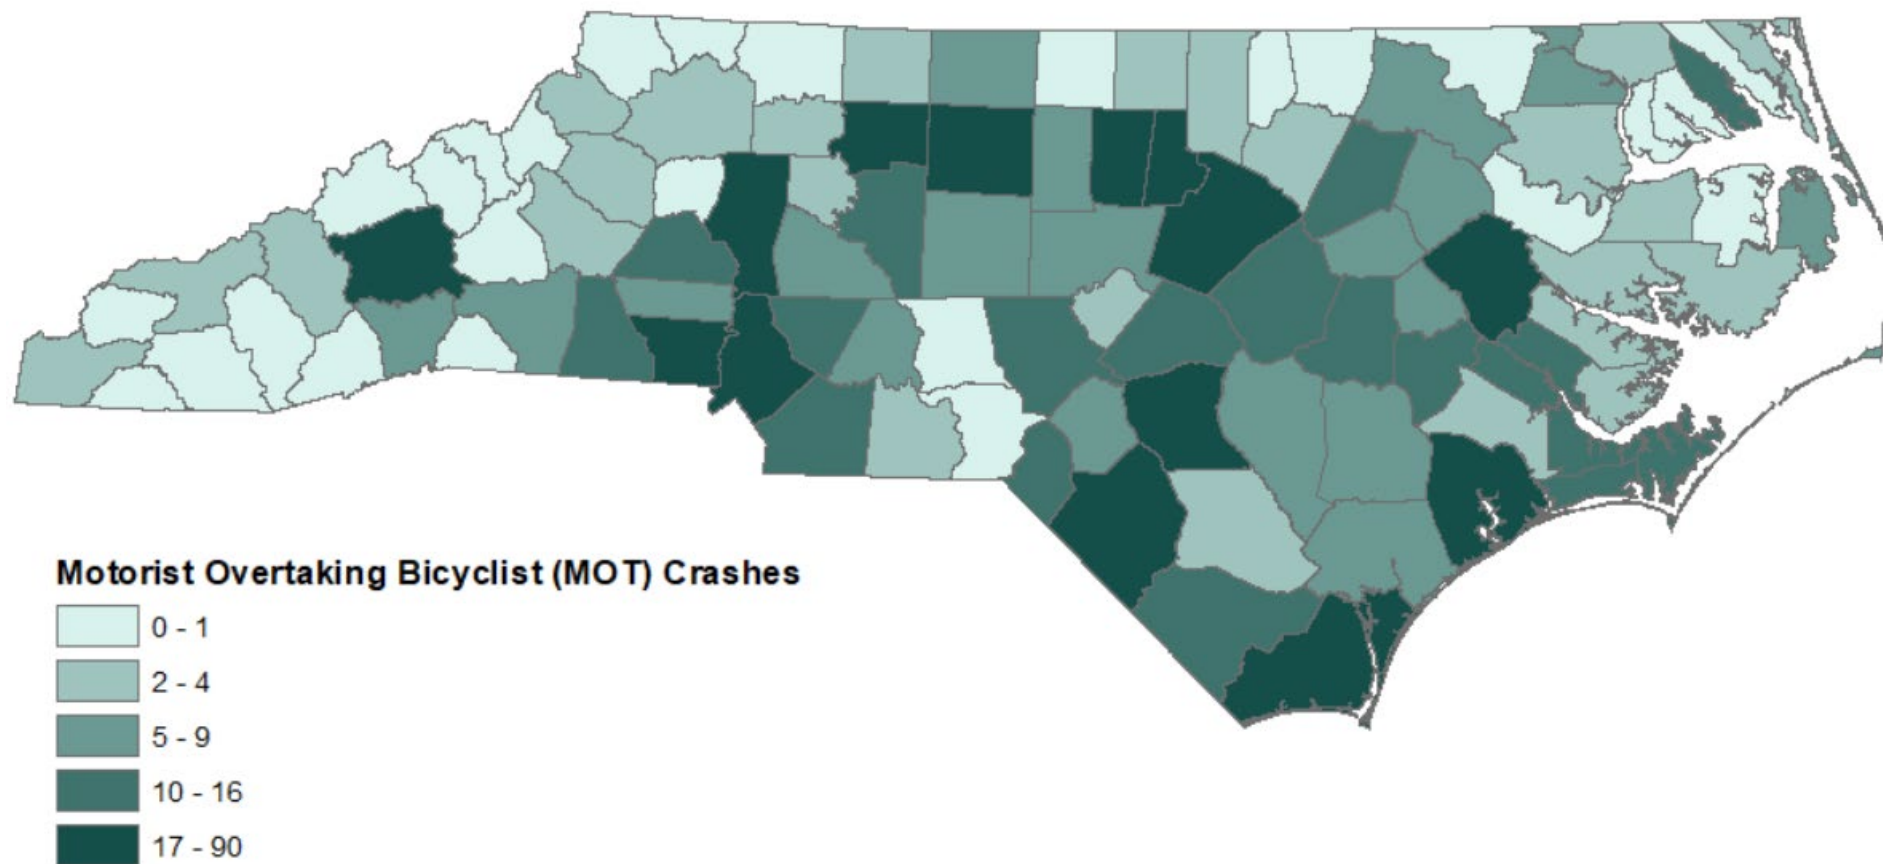 Motorist Overtaking Bicyclist (MOT) Crashes
0 - 1
2 - 4
5 - 9
10 - 16
17 - 90